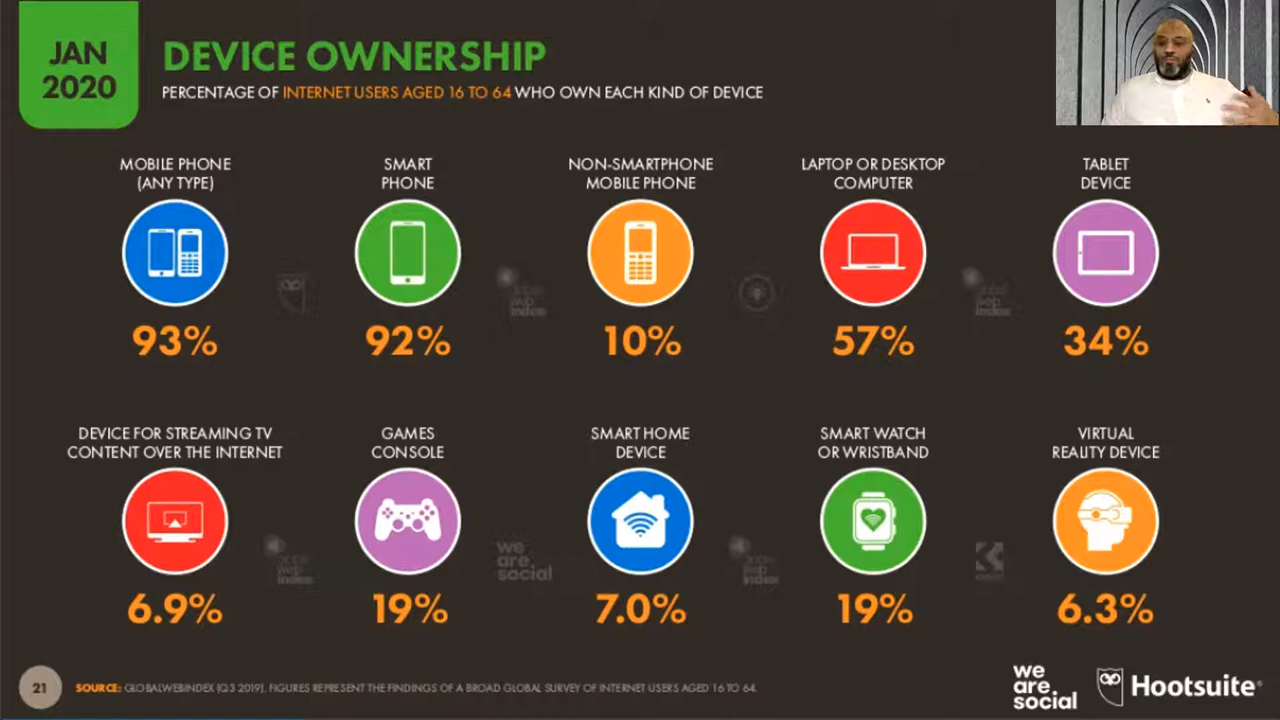 JAN
2020
DEVICE OWNERSHIP
PERCENTAGE OF INTERNET USERS AGED 16 TO 64 WHO OWN EACH KIND OF DEVICE
MOBILE PHONE
(ANY TYPE)
93%
SMART
PHONE
92%
NON-SMARTPHONE
MOBILE PHONE
10%
LAPTOP OR DESKTOP
COMPUTER
57%
TABLET
DEVICE
34%
DEVICE FOR STREAMING TV
CONTENT OVER THE INTERNET
6.9%
GAMES
CONSOLE
19%
SMART HOME
DEVICE
7.0%
SMART WATCH
OR WRISTBAND
19%
VIRTUAL
REALITY DEVICE
6.3%
we
are.
social
21
SOURCE: GLOBALWEBINDEX (Q3 2019). FIGURES REPRESENT THE FINDINGS OF A BROAD GLOBAL SURVEY OF INTERNET USERS AGED 16 TO 64.
we
are.
social
Hootsuite®